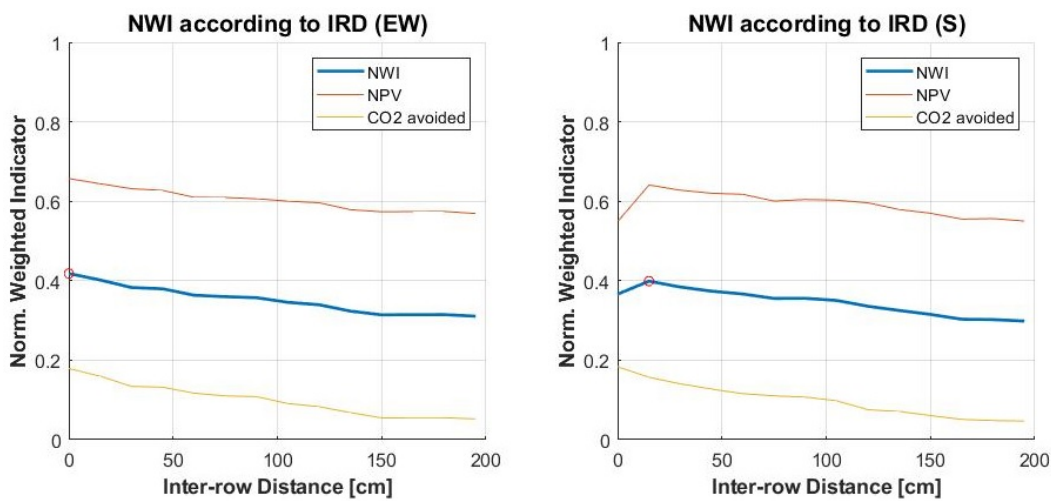 NWI according to IRD (EW)
Norm. Weighted Indicator
1
0.8
0.6
0.4
0.2
0
NWI
NPV
CO2 avoided
0 50 100 150 200
Inter-row Distance [cm]
NWI according to IRD (S)
Norm. Weighted Indicator
1
0.8
0.6
0.4
0.2
0
NWI
NPV
CO2 avoided
0 50 100 150 200
Inter-row Distance [cm]